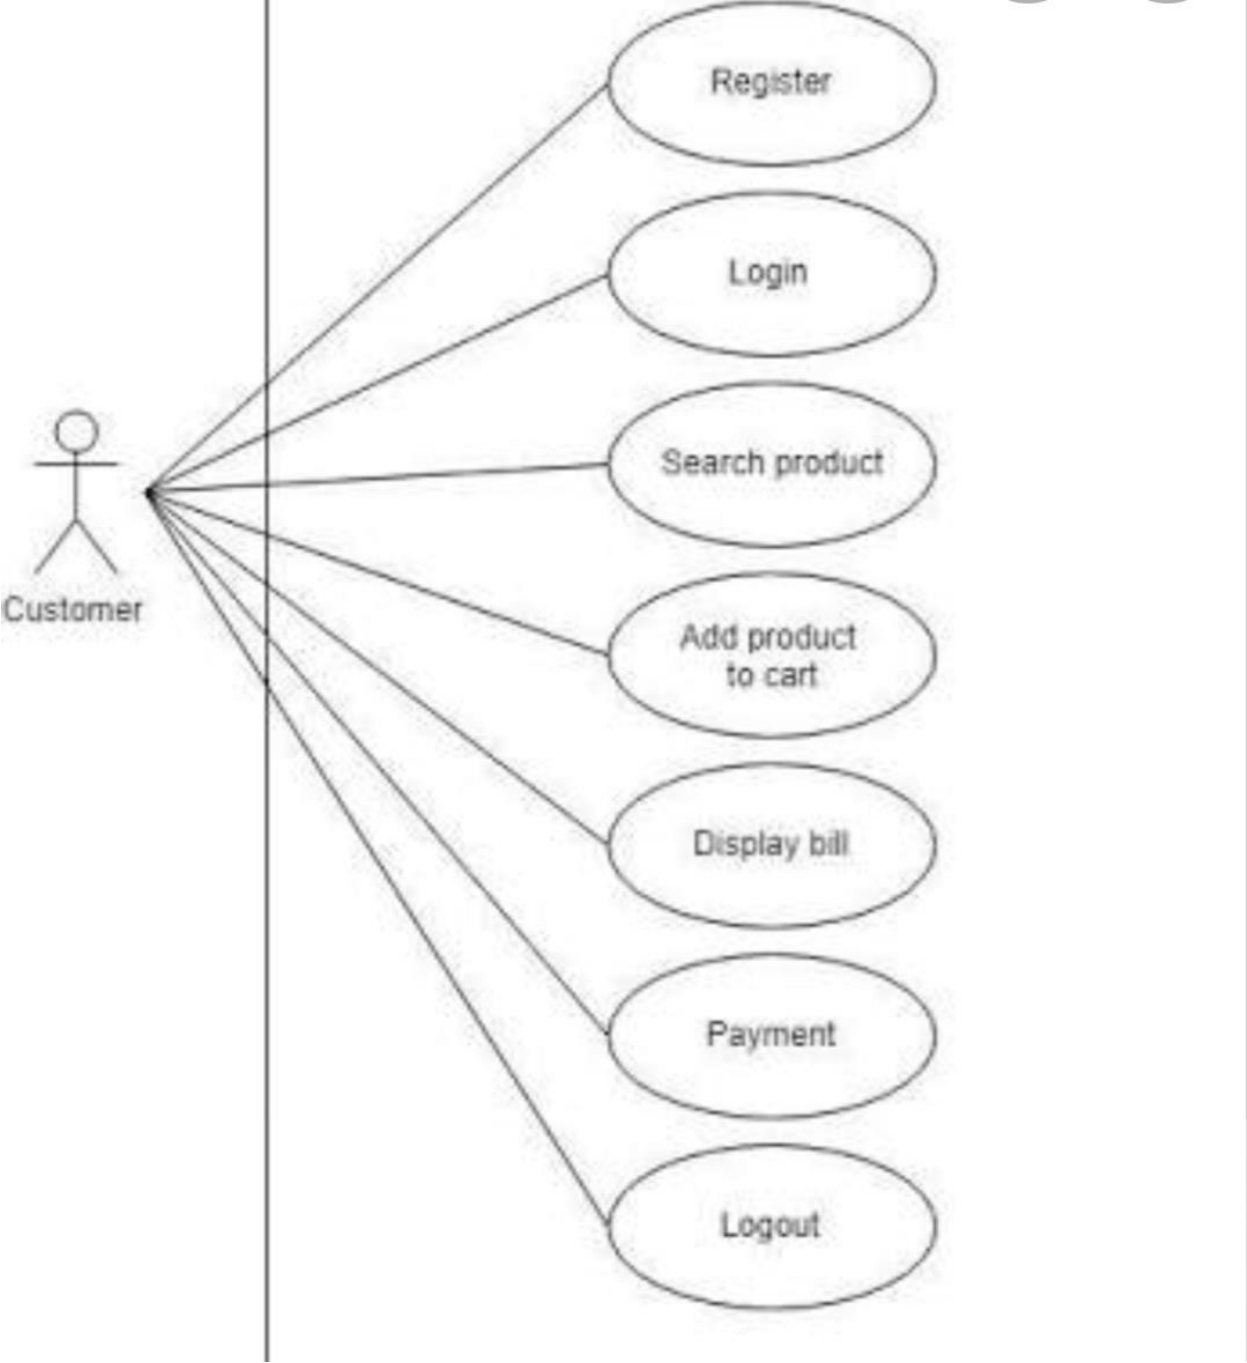 Register
Login
Search product
Customer
Add product
to cart
Display bill
Payment
Logout